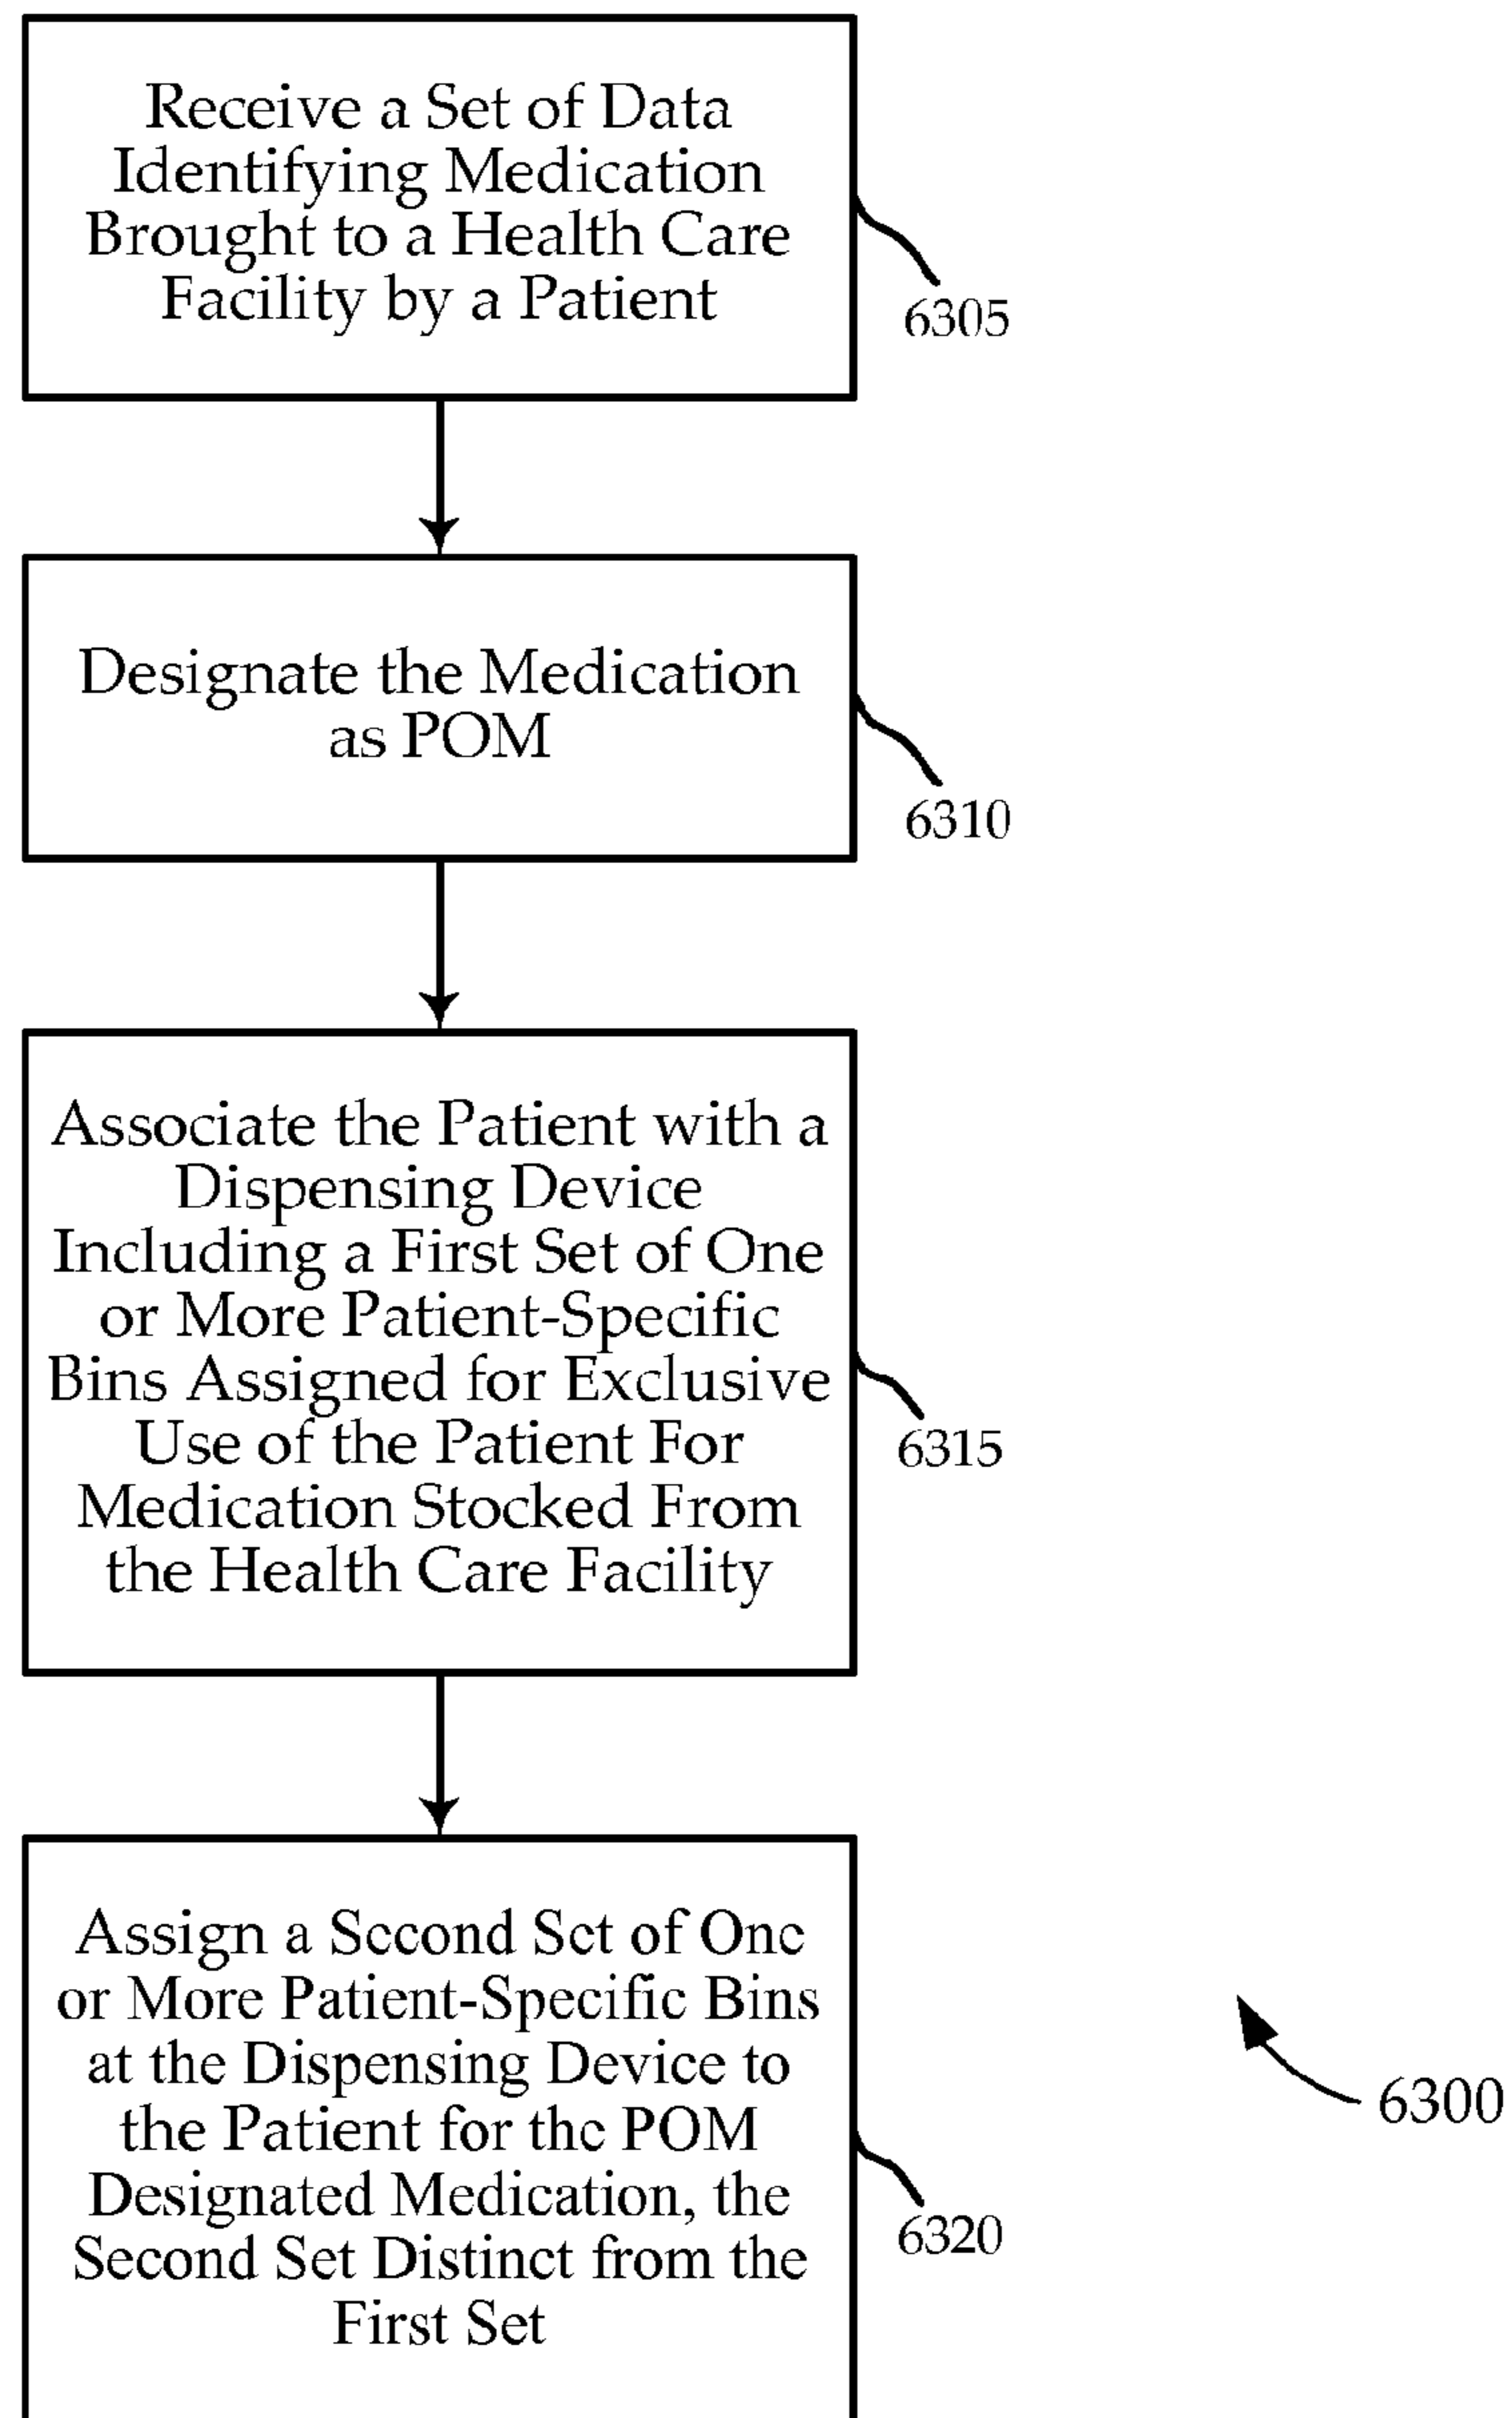 Receive a Set of Data
Identifying Medication
Brought to a Health Care
Facility by a Patient
6305
Designate the Medication
as POM
6310
Associate the Patient with a
Dispensing Device
Including a First Set of One
or More Patient-Specific
Bins Assigned for Exclusive
Use of the Patient For
Medication Stocked From
the Health Care Facility
6315
Assign a Second Set of One
or More Patient-Specific Bins
at the Dispensing Device to
the Patient for the POM
Designated Medication, the
Second Set Distinct from the
First Set
6320
6300